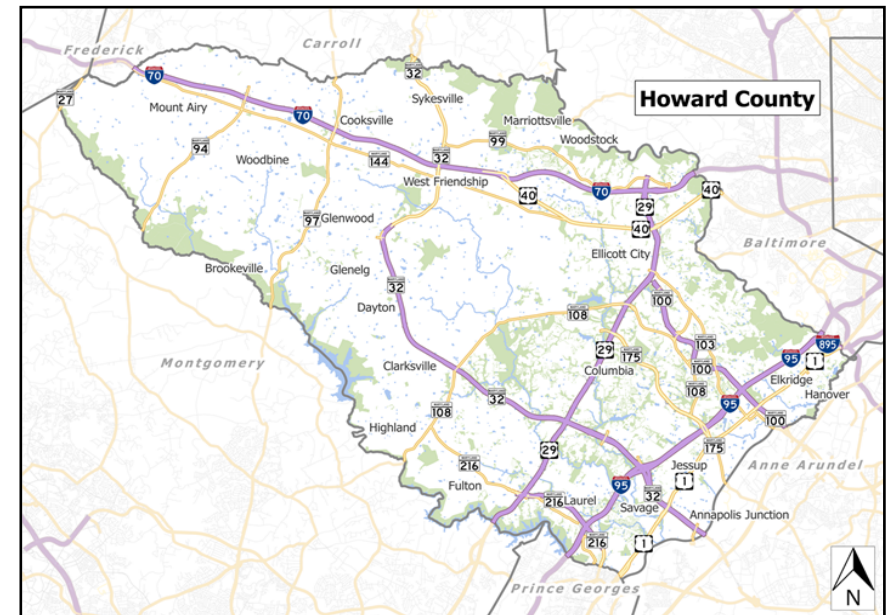 Frederick
Carroll
Howard County
70
32
27
Mount Airy
Sykesville
70
Cooksville
Marriottsville
94
99
Woodstock
Woodbine
144
32
West Friendship
40
70
40
29
97
Glenwood
40
Ellicott City
Baltimore
Brookeville
Glenelg
32
100
Dayton
108
103
895
Montgomery
29
175
95
1
Clarksville
Columbia
100
Elkridge
32
108
Hanover
108
95
100
Highland
29
175
216
Jessup
Anne Arundel
Fulton
95
1
216
Laurel
32
Savage
Annapolis Junction
216
1
Prince Georges
N